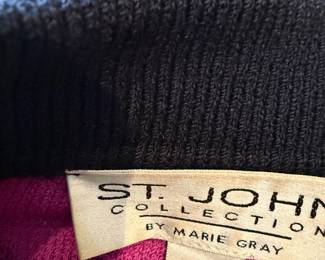 ST. JOHN
COLLECTION
BY MARIE GRAY